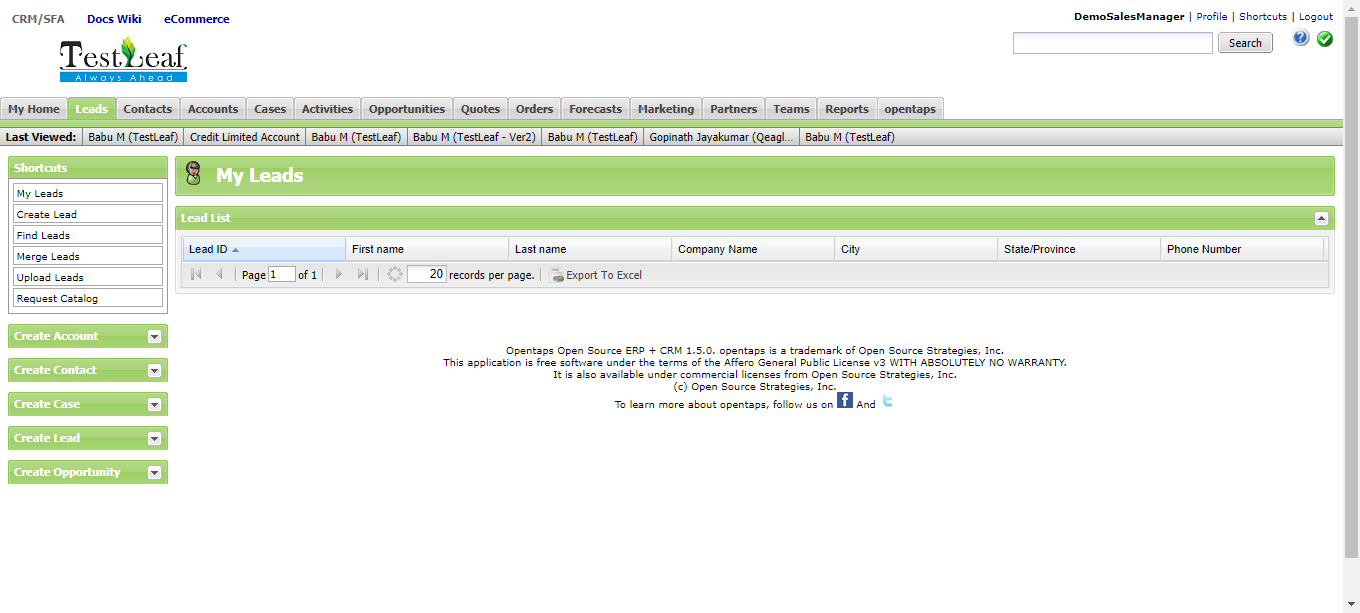 CRM/SFA Docs Wiki eCommerce
DemoSalesManager | Profile | Shortcuts | Logout
TestLeaf
Always Ahead
Search
My Home Leads Contacts Accounts Cases Activities Opportunities Quotes Orders Forecasts Marketing Partners Teams Reports opentaps
Last Viewed: Babu M (TestLeaf) Credit Limited Account Babu M (TestLeaf) Babu M (TestLeaf - Ver2) Babu M (TestLeaf) Gopinath Jayakumar (Qeagl... Babu M (TestLeaf)
Shortcuts
My Leads
Create Lead
Find Leads
Merge Leads
Upload Leads
Request Catalog
Create Account
Create Contact
Create Case
Create Lead
Create Opportunity
My Leads
Lead List
Lead ID First name Last name Company Name City State/Province Phone Number
Page 1 of 1 20 records per page. Export To Excel
Opentaps Open Source ERP + CRM 1.5.0. opentaps is a trademark of Open Source Strategies, Inc.
This application is free software under the terms of the Affero General Public License v3 WITH ABSOLUTELY NO WARRANTY.
It is also available under commercial licenses from Open Source Strategies, Inc.
(c) Open Source Strategies, Inc.
To learn more about opentaps, follow us on f And t